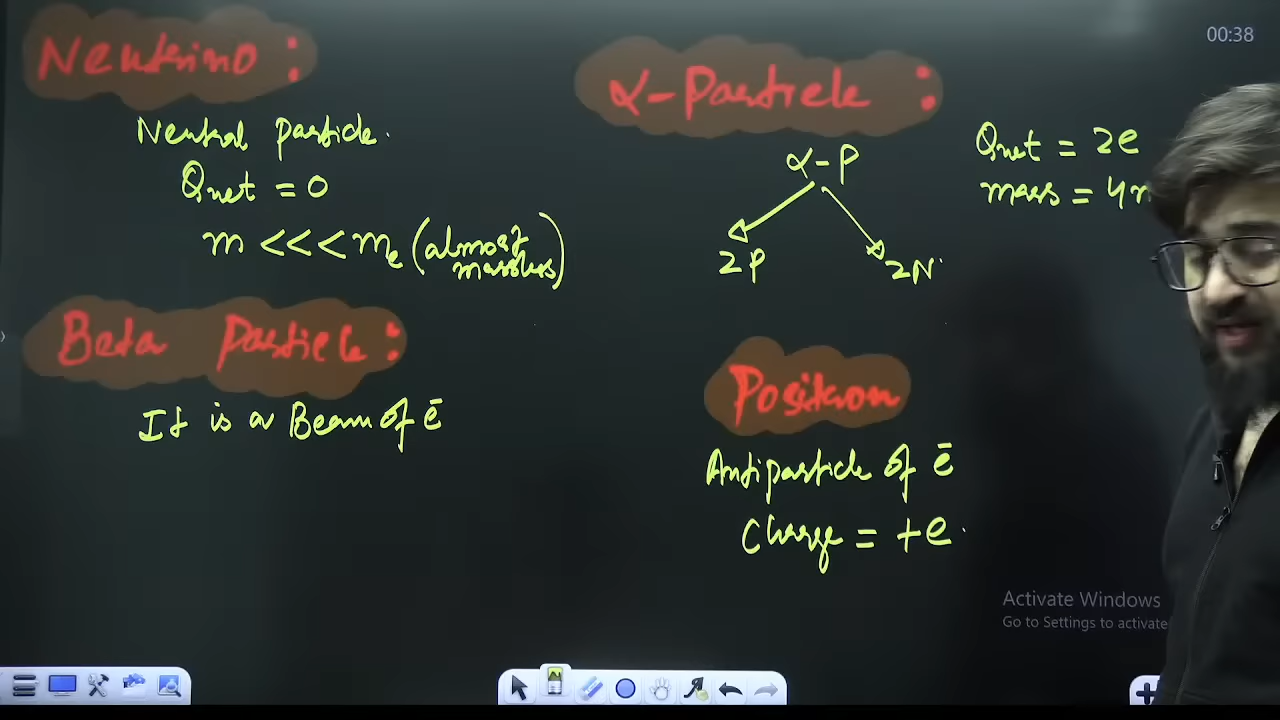 00:38
Neutrino :
Neutral particle.
Qnet = 0
m <<< me (almost massless)
Beta Particle :
It is a Beam of ē
α-Particle :
α-P
2P 2N
Qnet = 2e
mass = 4
Positron
Antiparticle of ē
Charge = +e
Activate Windows
Go to Settings to activate